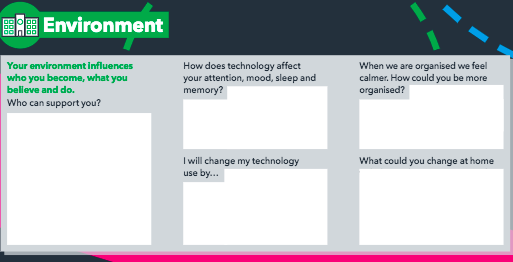 Environment
Your environment influences
who you become, what you
believe and do.
Who can support you?
How does technology affect
your attention, mood, sleep and
memory?
I will change my technology
use by...
When we are organised we feel
calmer. How could you be more
organised?
What could you change at home